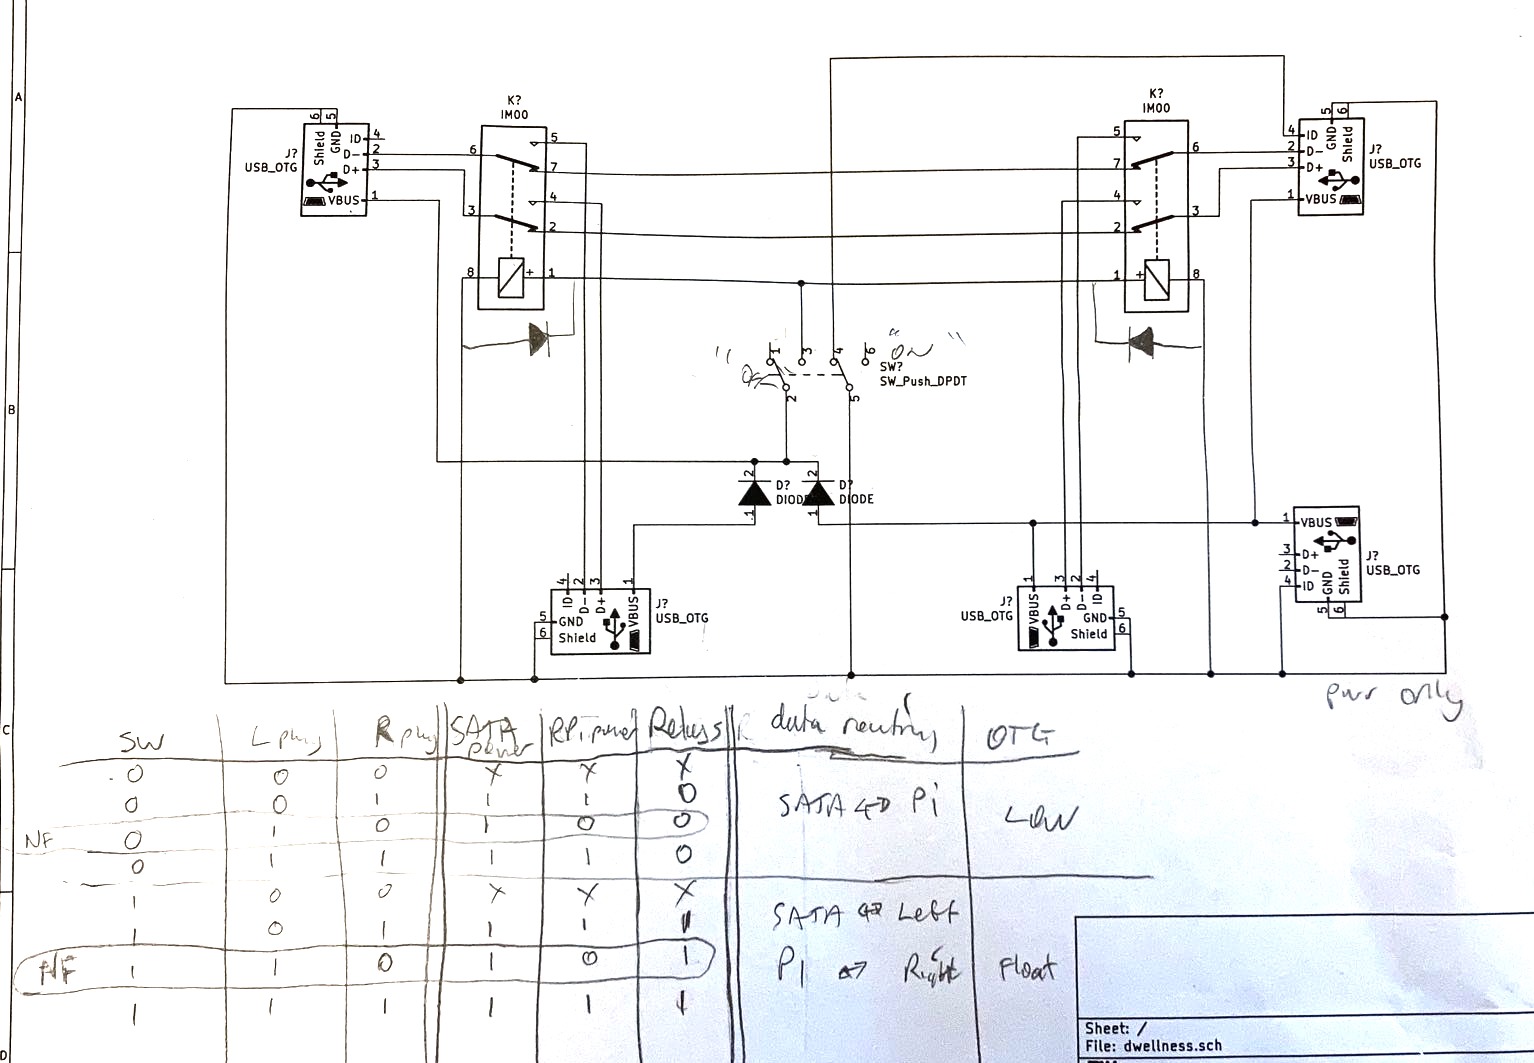 A
B
C
D
K?
IM00
5
6
7
4
3
2
8
+
1
6
5
Shield
GND
ID
4
D-
2
D+
3
VBUS
1
J?
USB_OTG
K?
IM00
5
6
7
4
3
2
1
+
8
5
6
GND
Shield
4
ID
2
D-
3
D+
1
VBUS
J?
USB_OTG
1
3
4
6
"ON"
SW?
SW_Push_DPDT
2
5
2
D?
DIODE
1
2
D?
DIODE
1
4
2
3
1
ID
D-
D+
VBUS
5
GND
6
Shield
J?
USB_OTG
1
3
2
4
VBUS
D+
D-
ID
GND
5
Shield
6
J?
USB_OTG
1
VBUS
3
D+
2
D-
4
ID
GND
Shield
5
6
J?
USB_OTG
pwr only
SW L plug R plug SATA power RPi power Relays data routing OTG
0 0 0 X X X
0 0 1 1 1 0 SATA ↔ Pi
NF 0 1 0 1 0 0 LOW
0 1 1 1 1 0
1 0 0 X X X
1 0 1 1 1 1 SATA ↔ Left
NF 1 1 0 1 0 1 Pi ↔ Right Float
1 1 1 1 1 1
Sheet: /
File: dwellness.sch